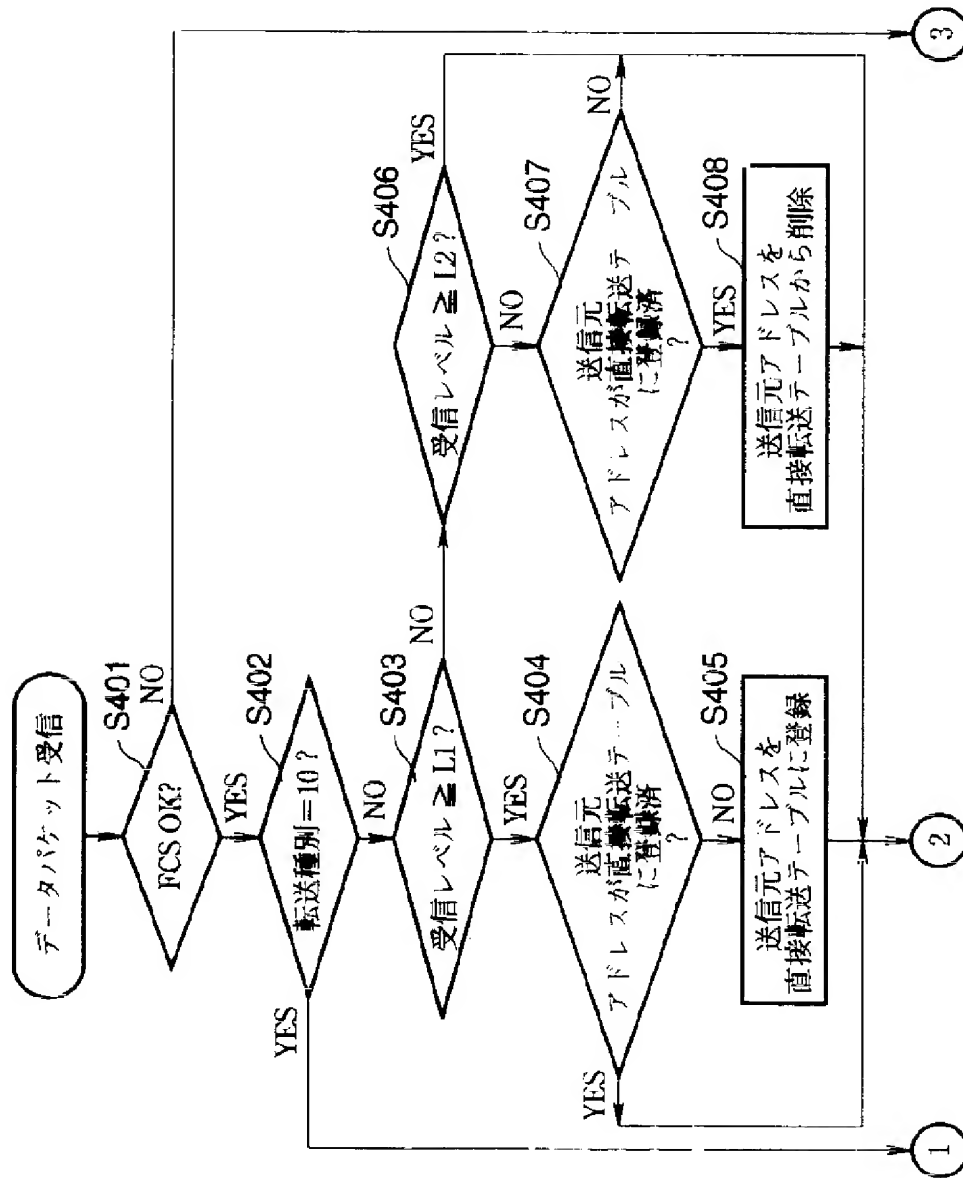 データパケット受信
S401
FCS OK?
NO
YES
S402
転送種別=10?
YES
NO
S403
受信レベル ≧ L1?
NO
YES
S406
受信レベル ≧ L2?
YES
NO
S404
送信元
アドレスが直接転送テーブル
に登録済
?
YES
NO
S407
送信元
アドレスが直接転送テーブル
に登録済
?
NO
YES
S405
送信元アドレスを
直接転送テーブルに登録
S408
送信元アドレスを
直接転送テーブルから削除
1
2
3